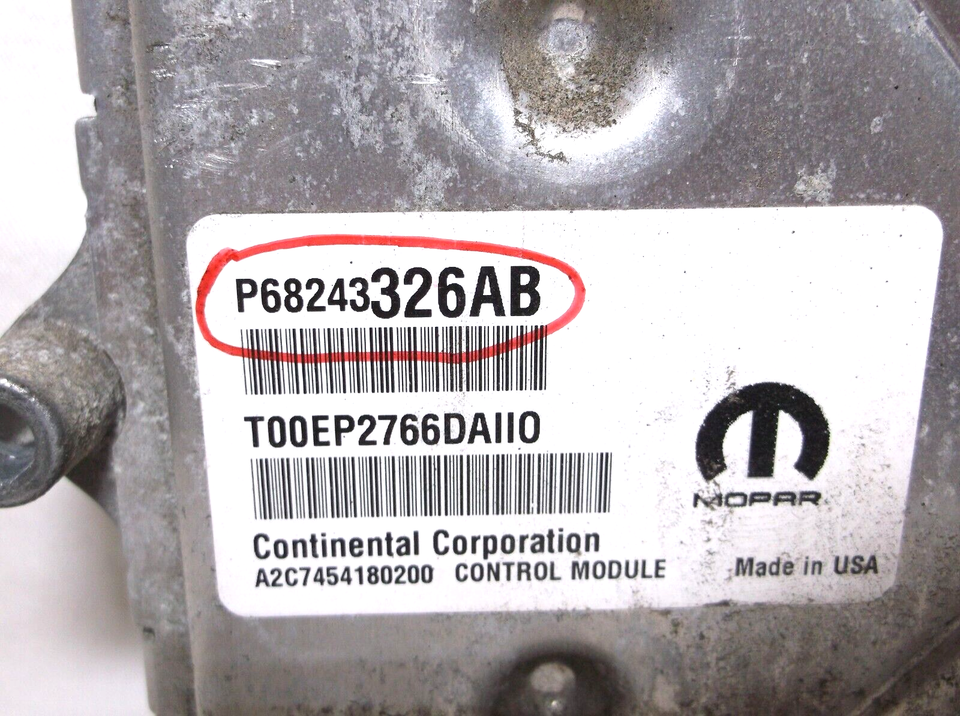 P68243326AB
T00EP2766DAII0
MOPAR
Continental Corporation
A2C7454180200 CONTROL MODULE
Made in USA